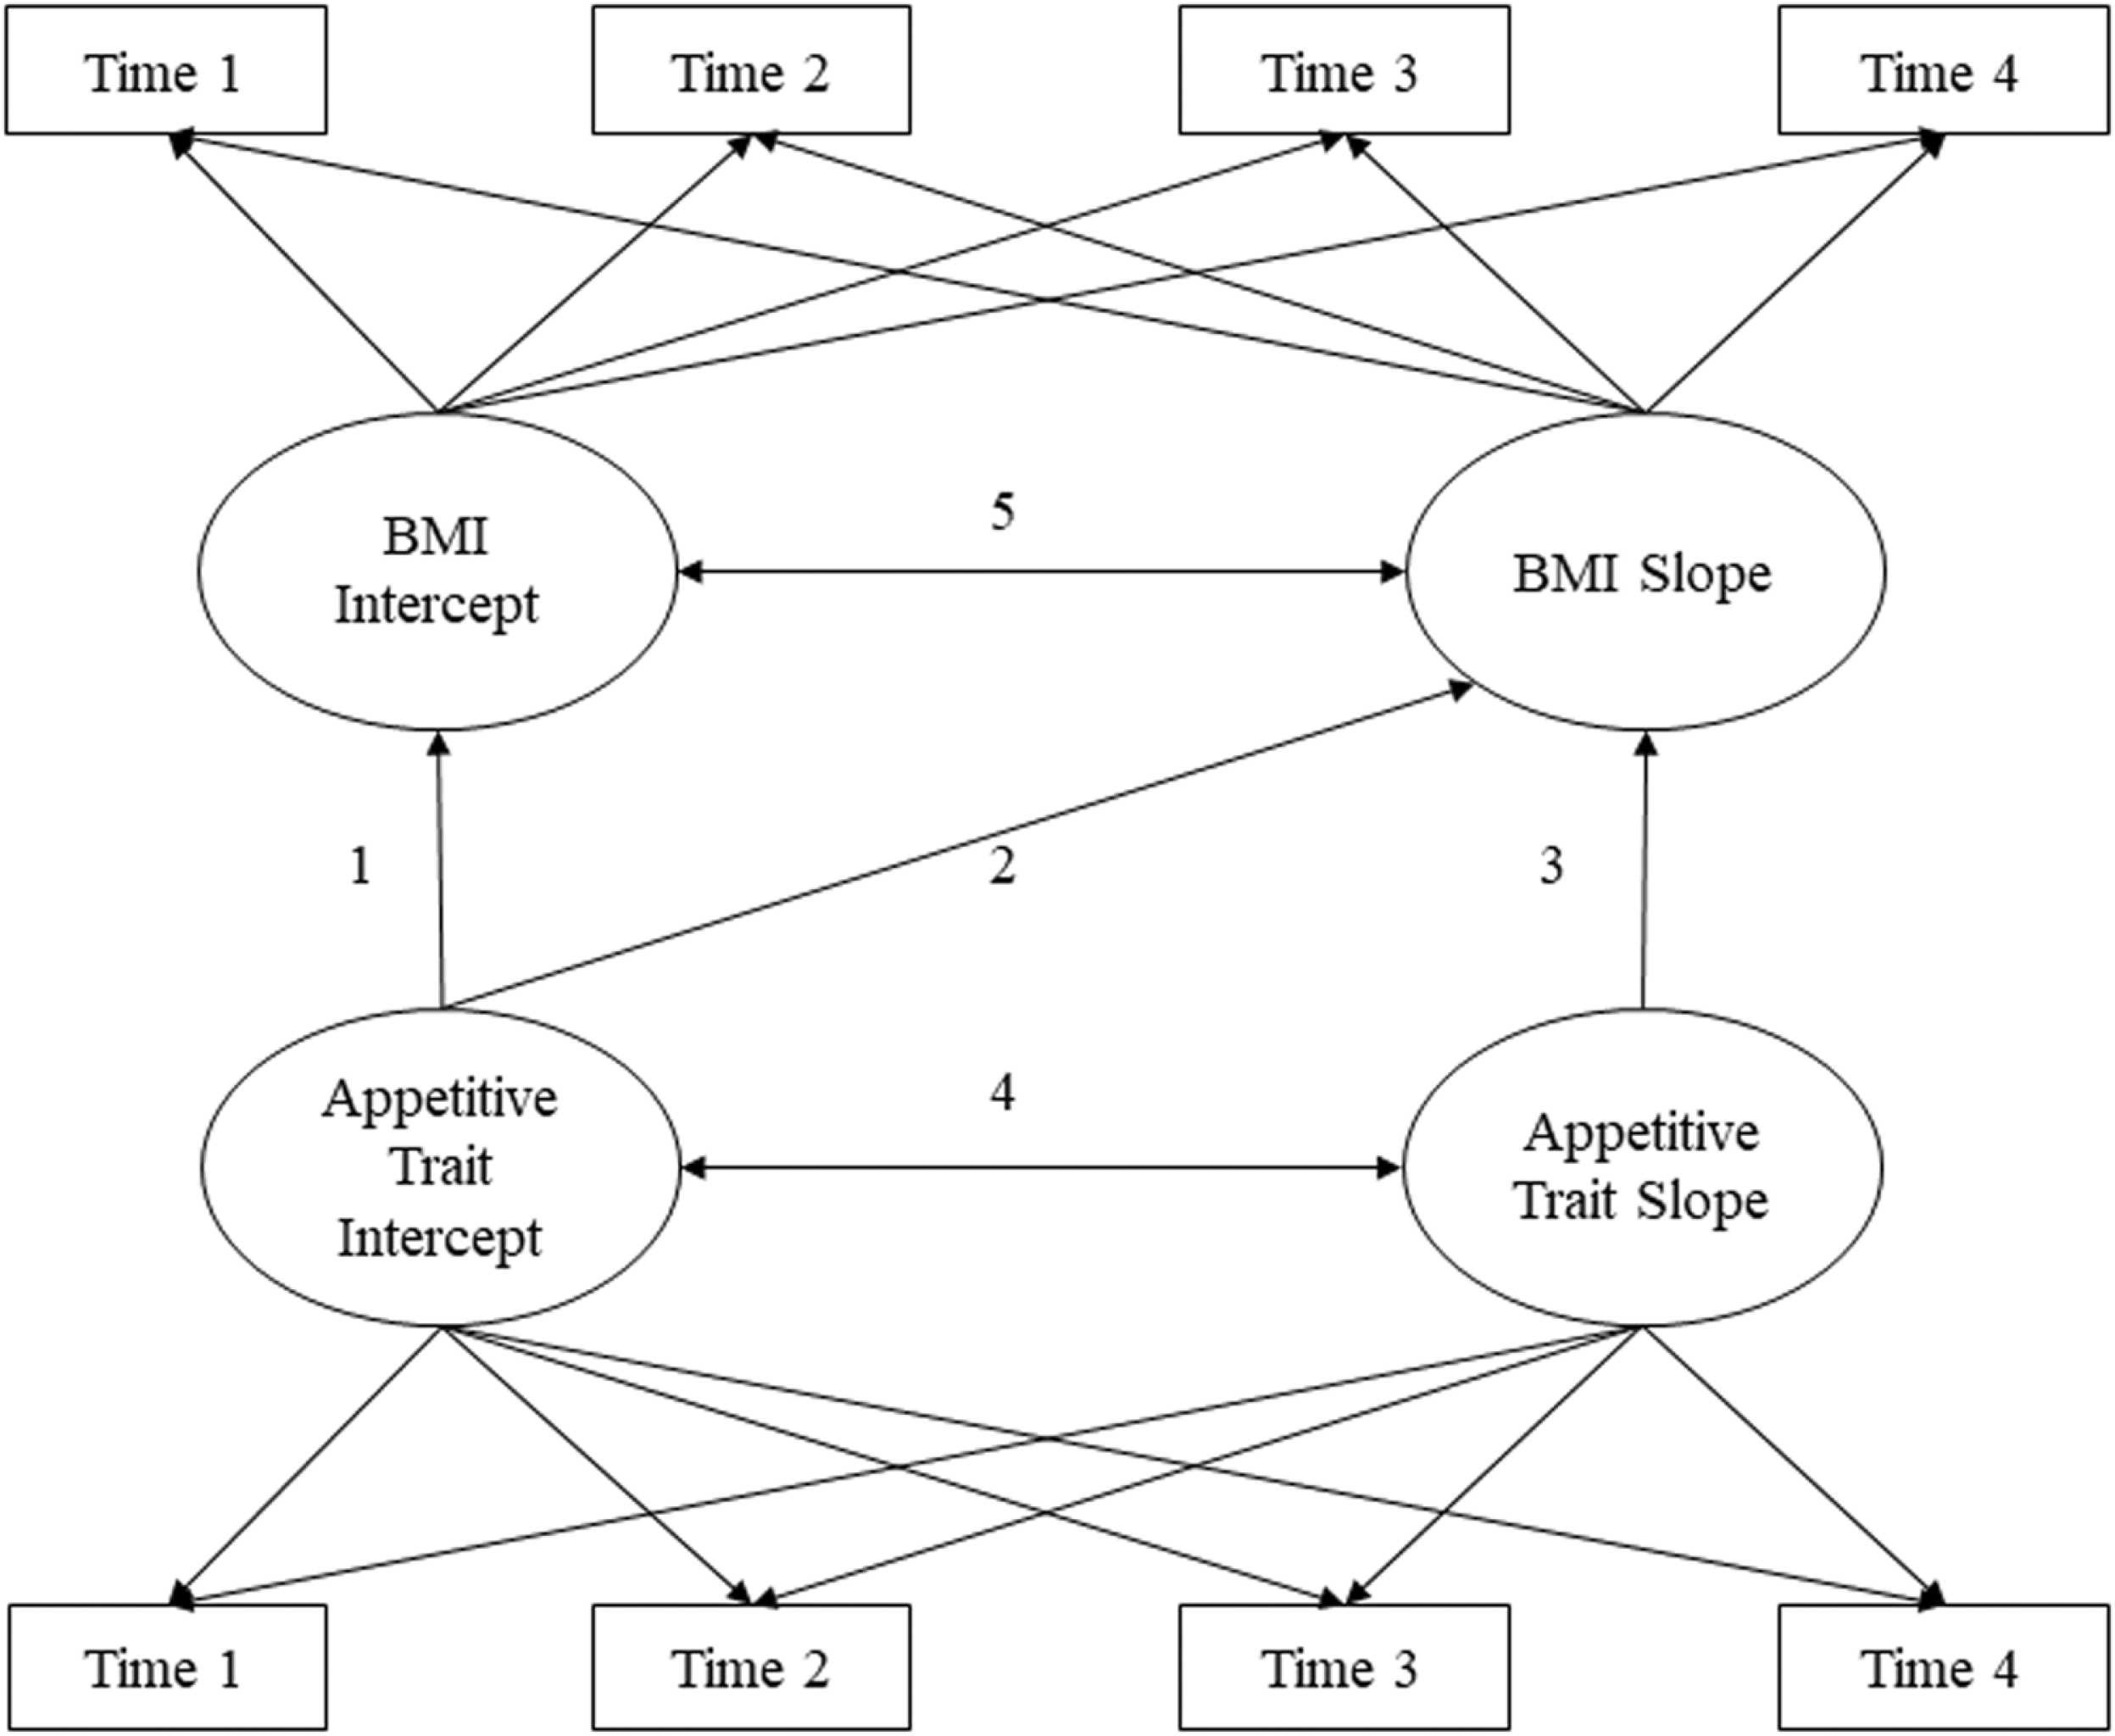 Time 1
Time 2
Time 3
Time 4
5
BMI
Intercept
BMI Slope
1
2
3
4
Appetitive
Trait
Intercept
Appetitive
Trait Slope
Time 1
Time 2
Time 3
Time 4